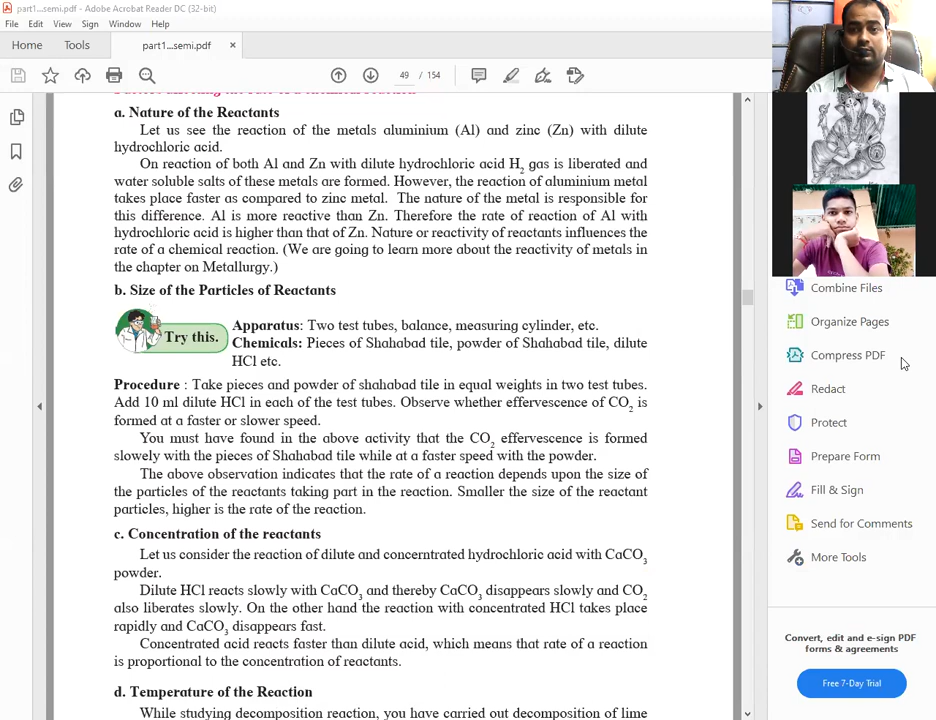 part1...semi.pdf - Adobe Acrobat Reader DC (32-bit)
File Edit View Sign Window Help
Home Tools part1...semi.pdf ×
49 / 154
a. Nature of the Reactants
Let us see the reaction of the metals aluminium (Al) and zinc (Zn) with dilute
hydrochloric acid.
On reaction of both Al and Zn with dilute hydrochloric acid H₂ gas is liberated and
water soluble salts of these metals are formed. However, the reaction of aluminium metal
takes place faster as compared to zinc metal. The nature of the metal is responsible for
this difference. Al is more reactive than Zn. Therefore the rate of reaction of Al with
hydrochloric acid is higher than that of Zn. Nature or reactivity of reactants influences the
rate of a chemical reaction. (We are going to learn more about the reactivity of metals in
the chapter on Metallurgy.)
b. Size of the Particles of Reactants
Try this.
Apparatus: Two test tubes, balance, measuring cylinder, etc.
Chemicals: Pieces of Shahabad tile, powder of Shahabad tile, dilute
HCl etc.
Procedure : Take pieces and powder of shahabad tile in equal weights in two test tubes.
Add 10 ml dilute HCl in each of the test tubes. Observe whether effervescence of CO₂ is
formed at a faster or slower speed.
You must have found in the above activity that the CO₂ effervescence is formed
slowly with the pieces of Shahabad tile while at a faster speed with the powder.
The above observation indicates that the rate of a reaction depends upon the size of
the particles of the reactants taking part in the reaction. Smaller the size of the reactant
particles, higher is the rate of the reaction.
c. Concentration of the reactants
Let us consider the reaction of dilute and concerntrated hydrochloric acid with CaCO₃
powder.
Dilute HCl reacts slowly with CaCO₃ and thereby CaCO₃ disappears slowly and CO₂
also liberates slowly. On the other hand the reaction with concentrated HCl takes place
rapidly and CaCO₃ disappears fast.
Concentrated acid reacts faster than dilute acid, which means that rate of a reaction
is proportional to the concentration of reactants.
d. Temperature of the Reaction
While studying decomposition reaction, you have carried out decomposition of lime
Combine Files
Organize Pages
Compress PDF
Redact
Protect
Prepare Form
Fill & Sign
Send for Comments
More Tools
Convert, edit and e-sign PDF
forms & agreements
Free 7-Day Trial